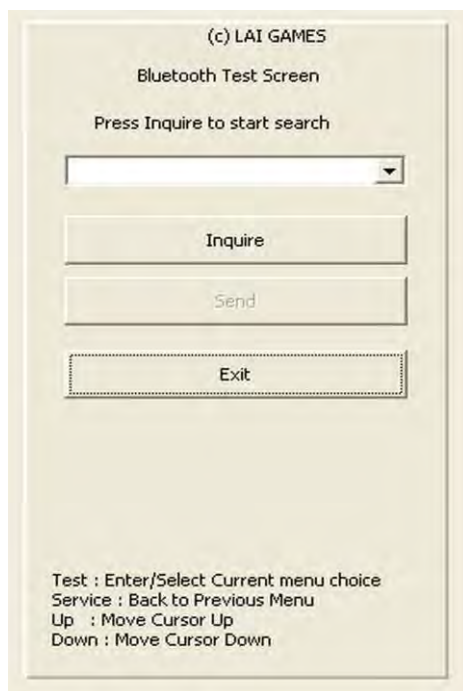 (c) LAI GAMES
Bluetooth Test Screen
Press Inquire to start search
Inquire
Send
Exit
Test : Enter/Select Current menu choice
Service : Back to Previous Menu
Up : Move Cursor Up
Down : Move Cursor Down